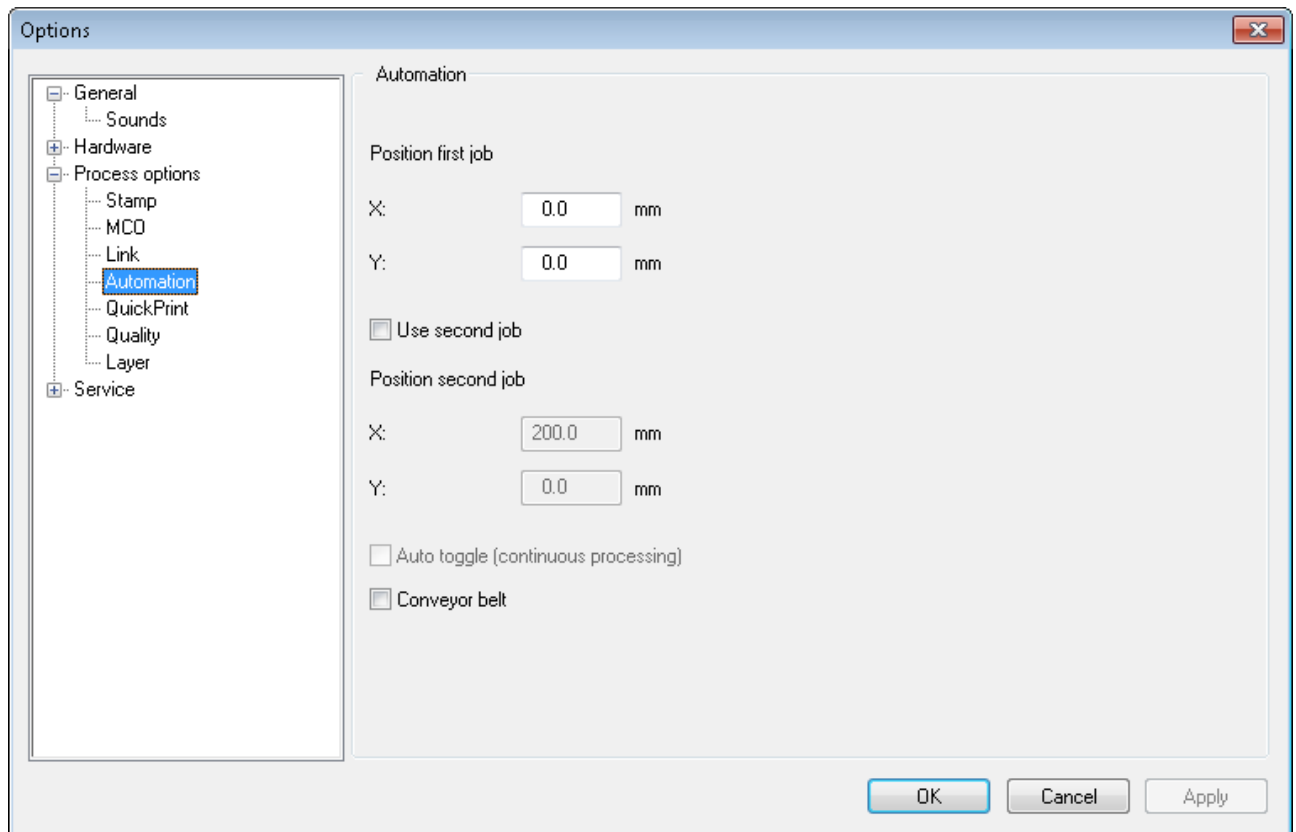 Options
General
Sounds
Hardware
Process options
Stamp
MCO
Link
Automation
QuickPrint
Quality
Layer
Service
Automation
Position first job
X: 0.0 mm
Y: 0.0 mm
Use second job
Position second job
X: 200.0 mm
Y: 0.0 mm
Auto toggle (continuous processing)
Conveyor belt
OK Cancel Apply